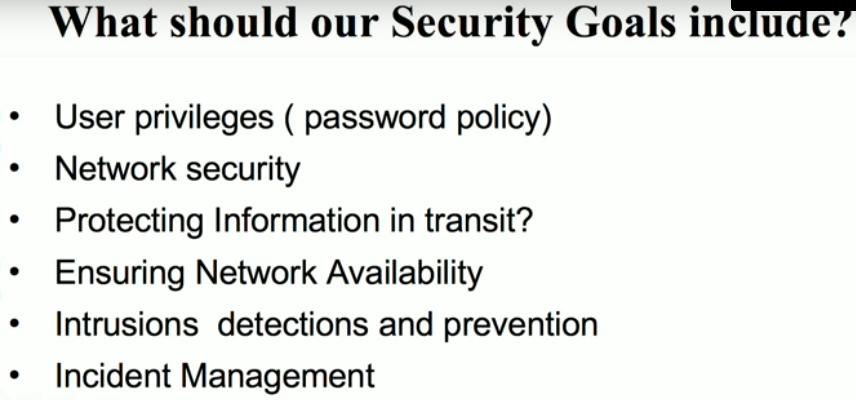 What should our Security Goals include?
• User privileges ( password policy)
• Network security
• Protecting Information in transit?
• Ensuring Network Availability
• Intrusions  detections and prevention
• Incident Management